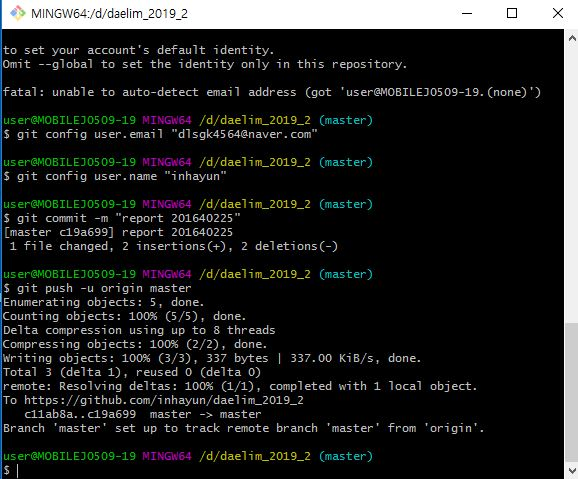 MINGW64:/d/daelim_2019_2
to set your account's default identity.
Omit --global to set the identity only in this repository.
fatal: unable to auto-detect email address (got 'user@MOBILEJ0509-19.(none)')
user@MOBILEJ0509-19 MINGW64 /d/daelim_2019_2 (master)
$ git config user.email "dlsgk4564@naver.com"
user@MOBILEJ0509-19 MINGW64 /d/daelim_2019_2 (master)
$ git config user.name "inhayun"
user@MOBILEJ0509-19 MINGW64 /d/daelim_2019_2 (master)
$ git commit -m "report 201640225"
[master c19a699] report 201640225
1 file changed, 2 insertions(+), 2 deletions(-)
user@MOBILEJ0509-19 MINGW64 /d/daelim_2019_2 (master)
$ git push -u origin master
Enumerating objects: 5, done.
Counting objects: 100% (5/5), done.
Delta compression using up to 8 threads
Compressing objects: 100% (2/2), done.
Writing objects: 100% (3/3), 337 bytes | 337.00 KiB/s, done.
Total 3 (delta 1), reused 0 (delta 0)
remote: Resolving deltas: 100% (1/1), completed with 1 local object.
To https://github.com/inhayun/daelim_2019_2
c11ab8a..c19a699  master -> master
Branch 'master' set up to track remote branch 'master' from 'origin'.
user@MOBILEJ0509-19 MINGW64 /d/daelim_2019_2 (master)
$